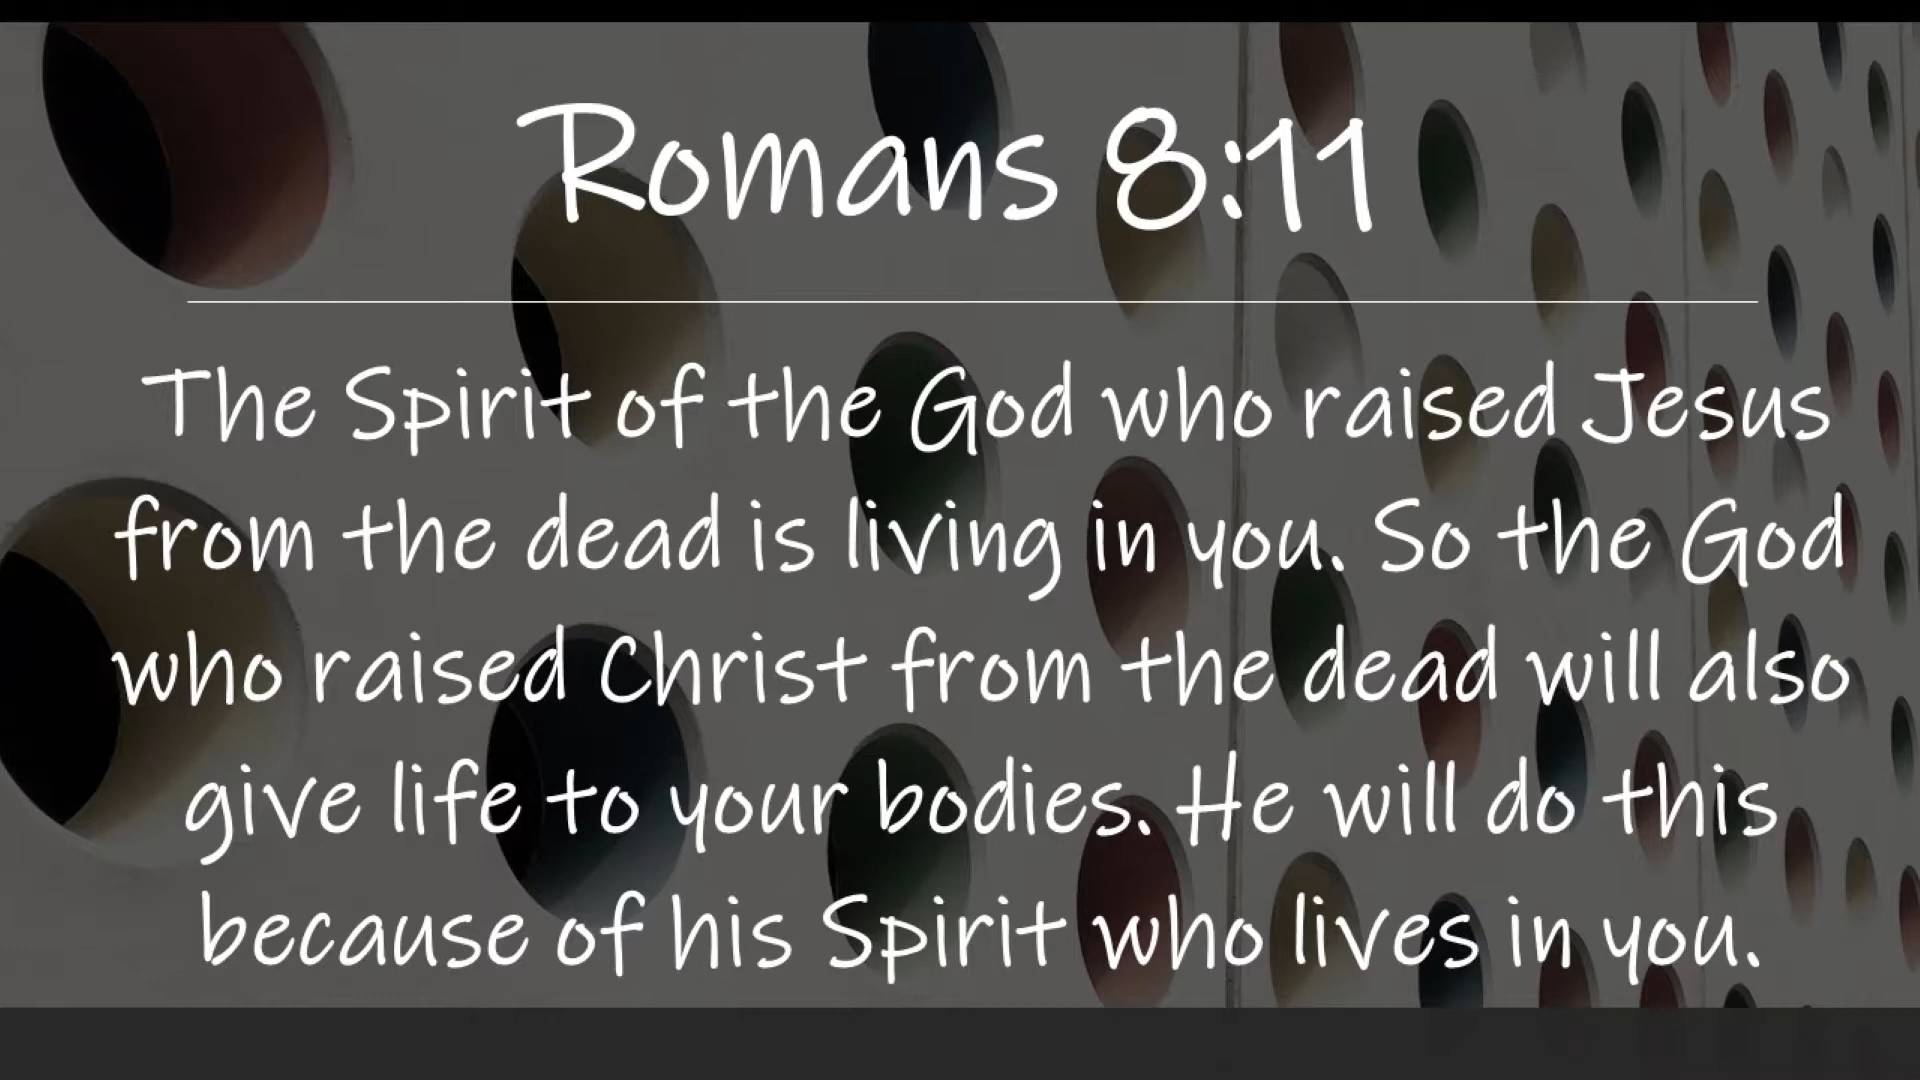 Romans 8:11
The Spirit of the God who raised Jesus
from the dead is living in you. So the God
who raised Christ from the dead will also
give life to your bodies. He will do this
because of his Spirit who lives in you.